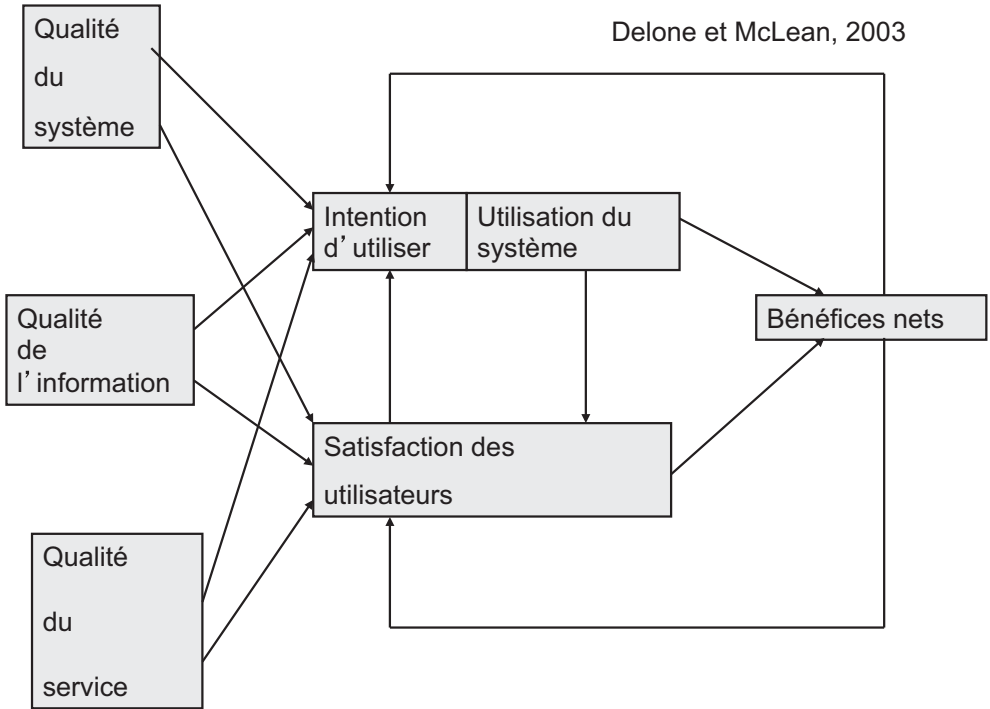 Qualité
du
système
Delone et McLean, 2003
Intention
d’utiliser
Utilisation du
système
Qualité
de
l’information
Bénéfices nets
Satisfaction des
utilisateurs
Qualité
du
service